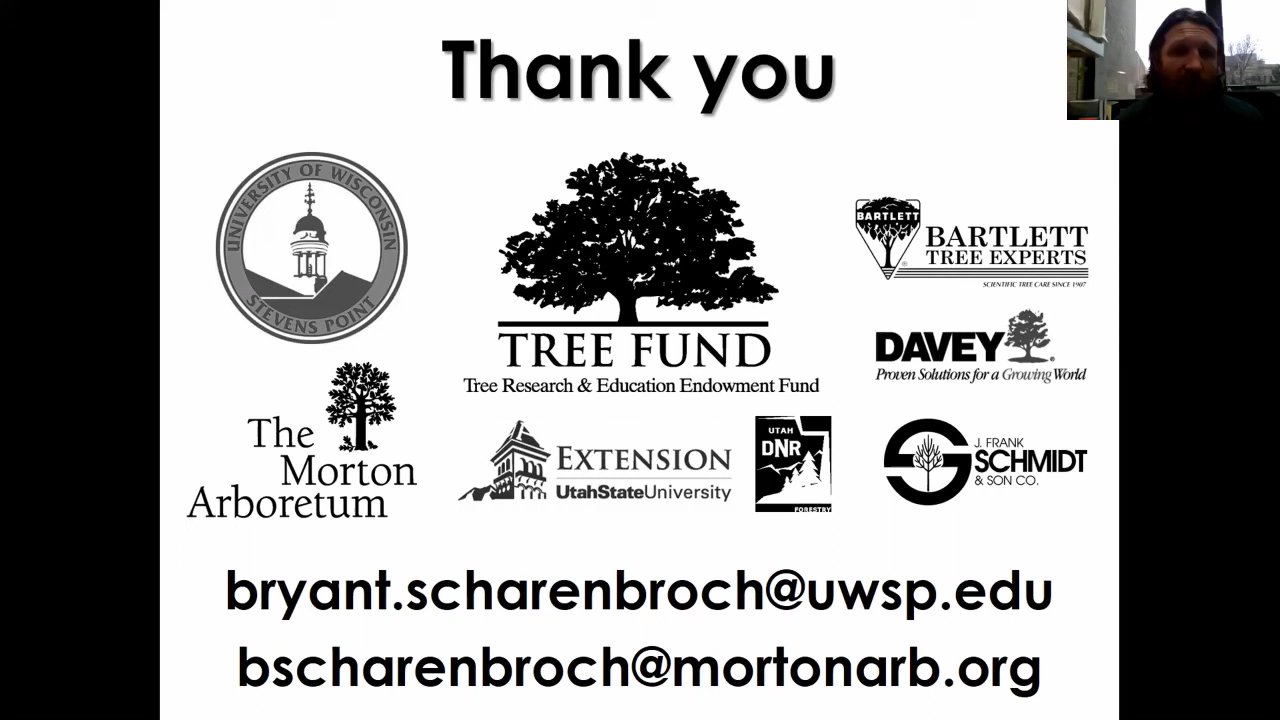 Thank you
UNIVERSITY OF WISCONSIN
STEVENS POINT
TREE FUND
Tree Research & Education Endowment Fund
BARTLETT
BARTLETT
TREE EXPERTS
SCIENTIFIC TREE CARE SINCE 1907
DAVEY
Proven Solutions for a Growing World
The
Morton
Arboretum
EXTENSION
UtahStateUniversity
UTAH
DNR
FORESTRY
J. FRANK
SCHMIDT
& SON CO.
bryant.scharenbroch@uwsp.edu
bscharenbroch@mortonarb.org